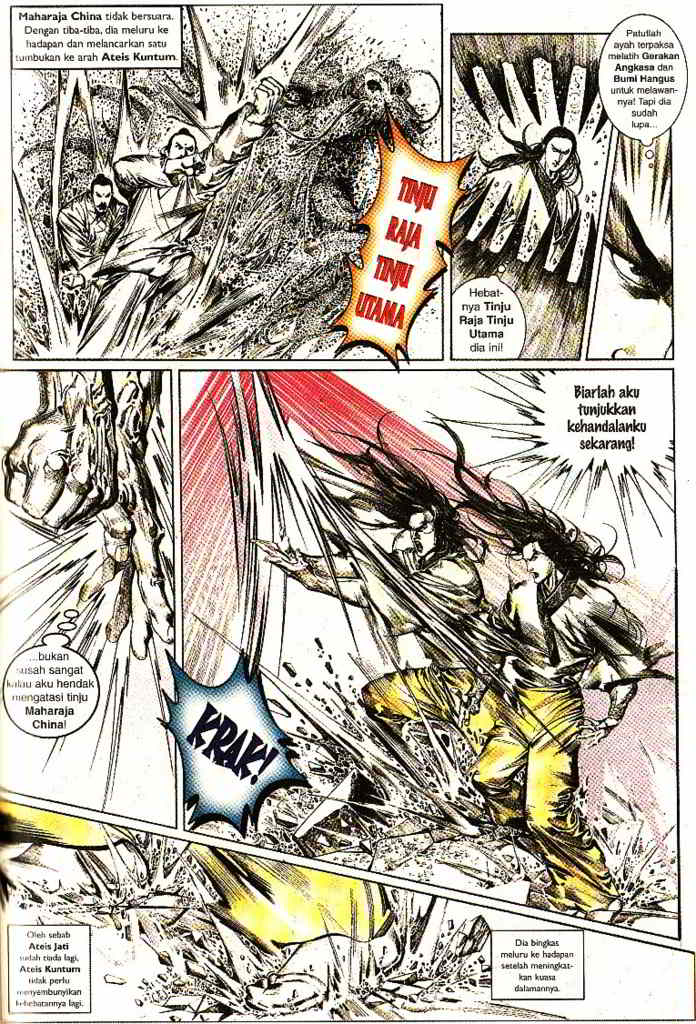 Maharaja China tidak bersuara.
Dengan tiba-tiba, dia meluru ke
hadapan dan melancarkan satu
tumbukan ke arah Ateis Kuntum.
TINJU
RAJA
TINJU
UTAMA
Patutlah
ayah terpaksa
melatih Gerakan
Angkasa dan
Bumi Hangus
untuk melawan-
nya! Tapi dia
sudah
lupa...
Hebat-
nya Tinju
Raja Tinju
Utama
dia ini!
...bukan
susah sangat
kalau aku hendak
mengatasi tinju
Maharaja
China!
Biarlah aku
tunjukkan
kehandalanku
sekarang!
KRAK!
Oleh sebab
Ateis Jati
sudah tiada lagi,
Ateis Kuntum
tidak perlu
menyembunyikan
kehebatannya lagi.
Dia bingkas
meluru ke hadapan
setelah meningkat-
kan kuasa
dalamannya.